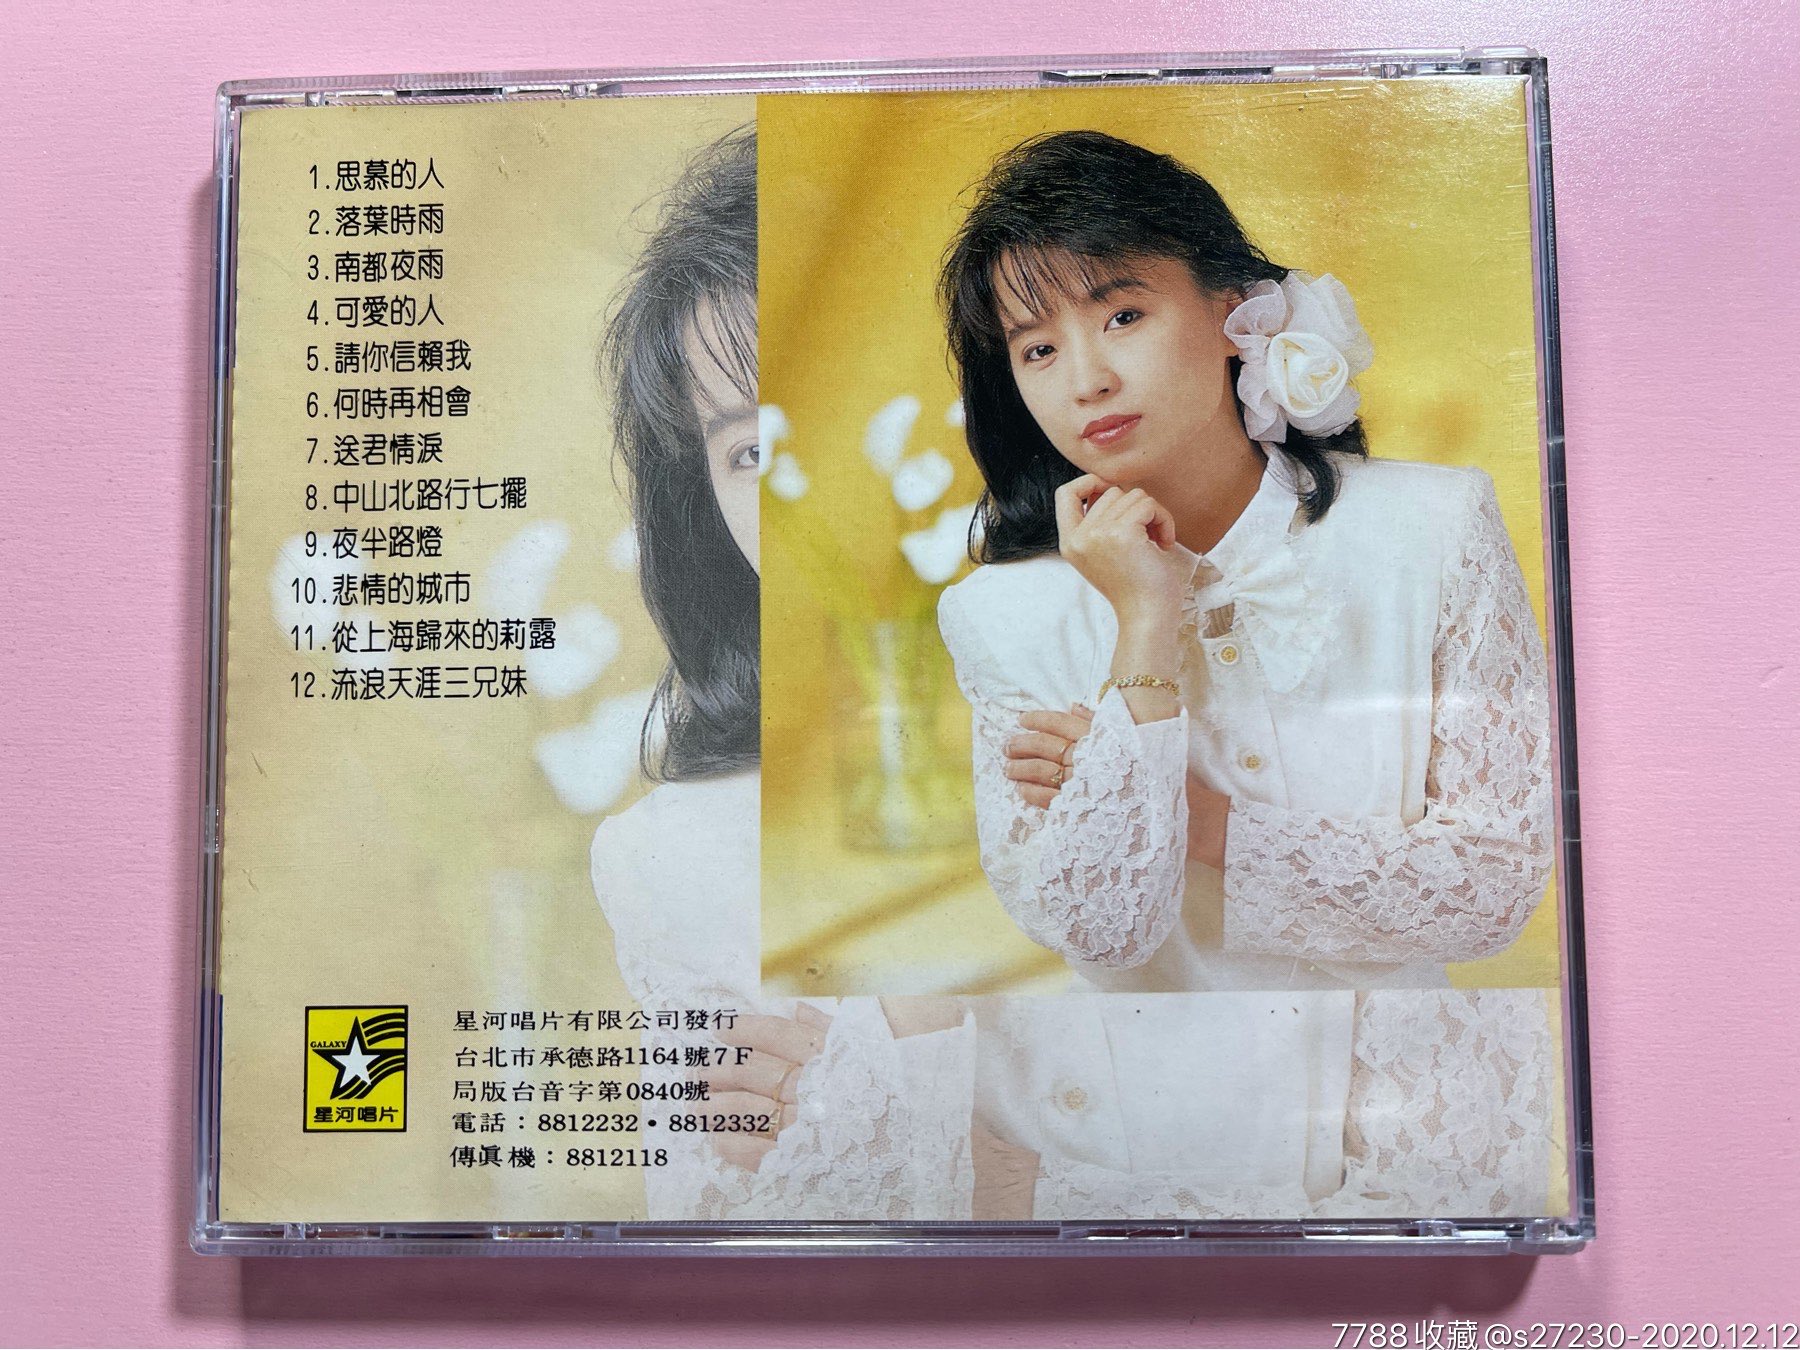 1.思慕的人
2.落葉時雨
3.南都夜雨
4.可愛的人
5.請你信賴我
6.何時再相會
7.送君情淚
8.中山北路行七擺
9.夜半路燈
10.悲情的城市
11.從上海歸來的莉露
12.流浪天涯三兄妹
GALAXY
星河唱片
星河唱片有限公司發行
台北市承德路1164號7F
局版台音字第0840號
電話：8812232•8812332
傳眞機：8812118
7788收藏@s27230-2020.12.12